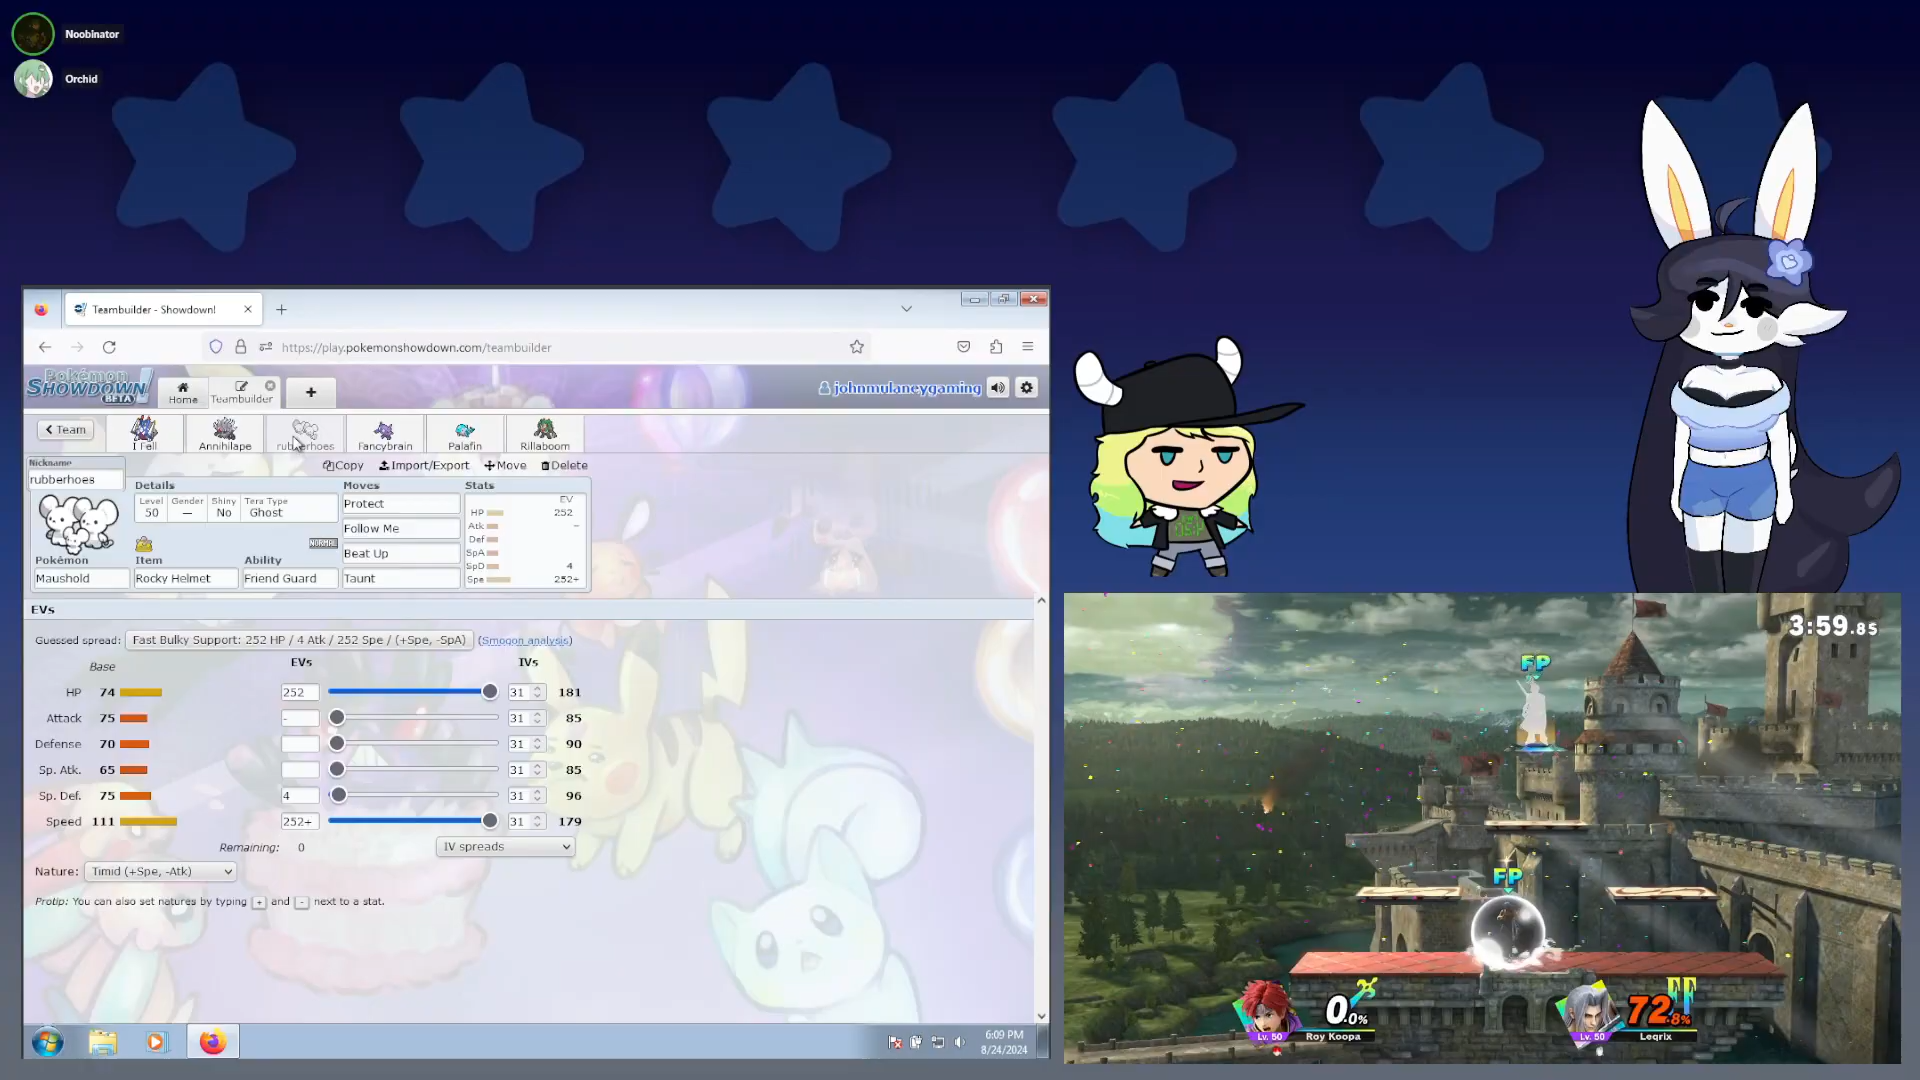 Noobinator
Orchid
Teambuilder - Showdown!
https://play.pokemonshowdown.com/teambuilder
Pokémon
SHOWDOWN!
BETA
Home
Teambuilder
johnmulaneygaming
Team
I Fell
Annihilape
rubberhoes
Fancybrain
Palafin
Rillaboom
Copy
Import/Export
Move
Delete
Nickname
rubberhoes
Details
Moves
Stats
Level
Gender
Shiny
Tera Type
50
—
No
Ghost
Protect
Follow Me
Beat Up
Taunt
EV
HP 252
Atk -
Def
SpA
SpD 4
Spe 252+
NORMAL
Pokémon
Item
Ability
Maushold
Rocky Helmet
Friend Guard
EVs
Guessed spread: Fast Bulky Support: 252 HP / 4 Atk / 252 Spe / (+Spe, -SpA) (Smogon analysis)
Base EVs IVs
HP 74 252 31 181
Attack 75 - 31 85
Defense 70 31 90
Sp. Atk. 65 31 85
Sp. Def. 75 4 31 96
Speed 111 252+ 31 179
Remaining: 0 IV spreads
Nature: Timid (+Spe, -Atk)
Protip: You can also set natures by typing + and - next to a stat.
6:09 PM
8/24/2024
3:59.85
FP
FP
0.0%
Lv. 50
Roy Koopa
72.8%
Lv. 50
Leqrix